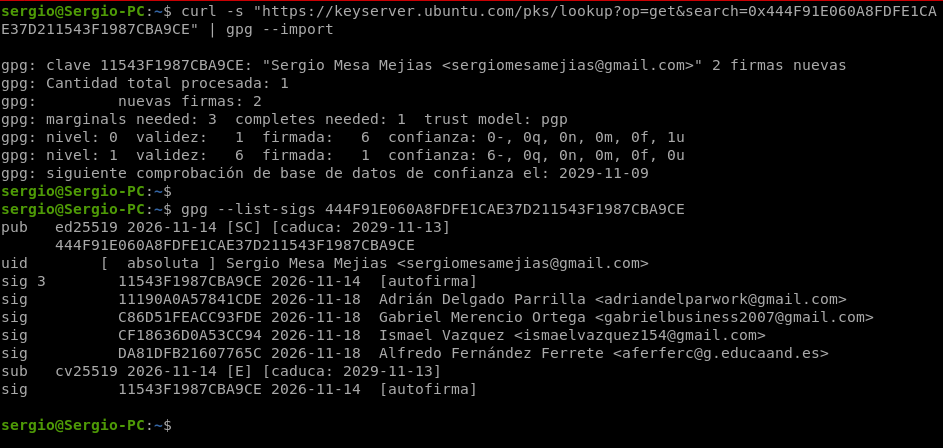 sergio@Sergio-PC:~$ curl -s "https://keyserver.ubuntu.com/pks/lookup?op=get&search=0x444F91E060A8FDFE1CA
E37D211543F1987CBA9CE" | gpg --import
gpg: clave 11543F1987CBA9CE: "Sergio Mesa Mejias <sergiomesamejias@gmail.com>" 2 firmas nuevas
gpg: Cantidad total procesada: 1
gpg:         nuevas firmas: 2
gpg: marginals needed: 3  completes needed: 1  trust model: pgp
gpg: nivel: 0  validez:   1  firmada:   6  confianza: 0-, 0q, 0n, 0m, 0f, 1u
gpg: nivel: 1  validez:   6  firmada:   1  confianza: 6-, 0q, 0n, 0m, 0f, 0u
gpg: siguiente comprobación de base de datos de confianza el: 2029-11-09
sergio@Sergio-PC:~$
sergio@Sergio-PC:~$ gpg --list-sigs 444F91E060A8FDFE1CAE37D211543F1987CBA9CE
pub   ed25519 2026-11-14 [SC] [caduca: 2029-11-13]
      444F91E060A8FDFE1CAE37D211543F1987CBA9CE
uid        [  absoluta ] Sergio Mesa Mejias <sergiomesamejias@gmail.com>
sig 3        11543F1987CBA9CE 2026-11-14  [autofirma]
sig          11190A0A57841CDE 2026-11-18  Adrián Delgado Parrilla <adriandelparwork@gmail.com>
sig          C86D51FEACC93FDE 2026-11-18  Gabriel Merencio Ortega <gabrielbusiness2007@gmail.com>
sig          CF18636D0A53CC94 2026-11-18  Ismael Vazquez <ismaelvazquez154@gmail.com>
sig          DA81DFB21607765C 2026-11-18  Alfredo Fernández Ferrete <aferferc@g.educaand.es>
sub   cv25519 2026-11-14 [E] [caduca: 2029-11-13]
sig          11543F1987CBA9CE 2026-11-14  [autofirma]
sergio@Sergio-PC:~$